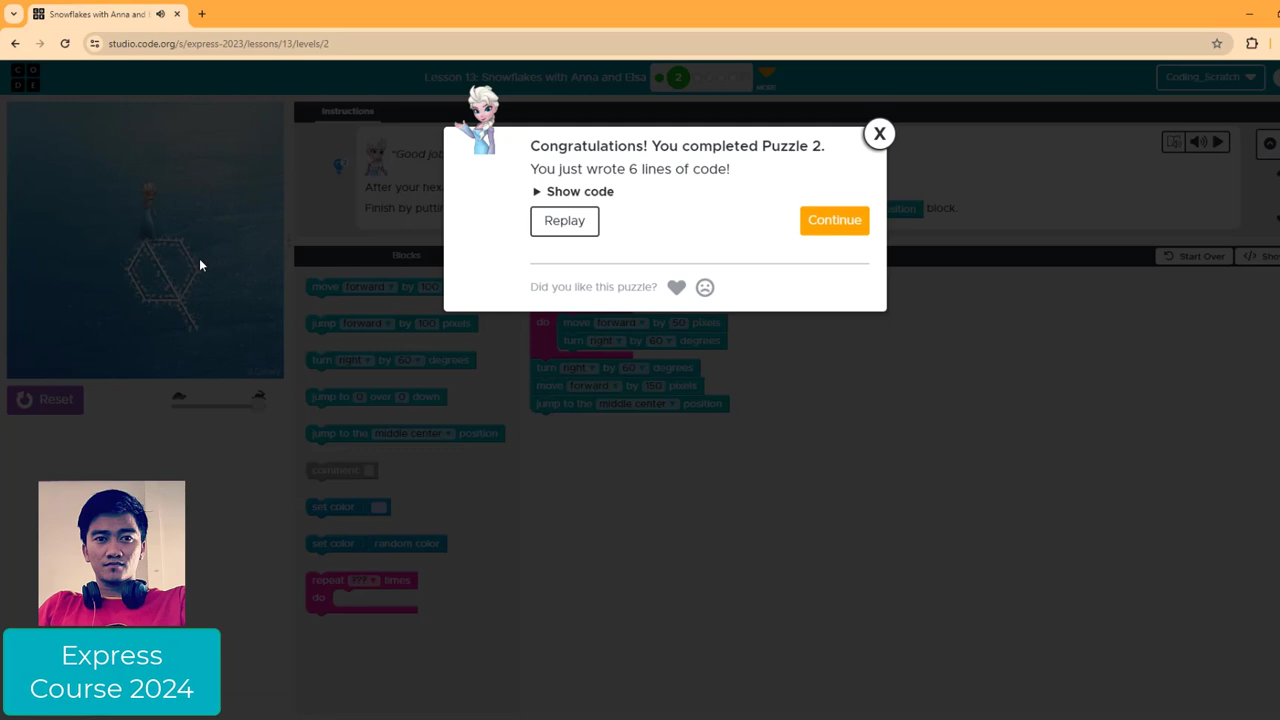 Snowflakes with Anna and
studio.code.org/s/express-2023/lessons/13/levels/2
C O
D E
Lesson 13: Snowflakes with Anna and Elsa
2
MORE
Coding_Scratch
Instructions
"Good job
After your hex
Finish by putti
block.
Congratulations! You completed Puzzle 2.
You just wrote 6 lines of code!
Show code
Replay
Continue
Did you like this puzzle?
Blocks
Start Over
</> Show
move forward by 100
jump forward by 100 pixels
turn right by 60 degrees
jump to 0 over 0 down
jump to the middle center position
comment:
set color
set color random color
repeat ??? times
do
do move forward by 50 pixels
turn right by 60 degrees
turn right by 60 degrees
move forward by 150 pixels
jump to the middle center position
Reset
Express
Course 2024